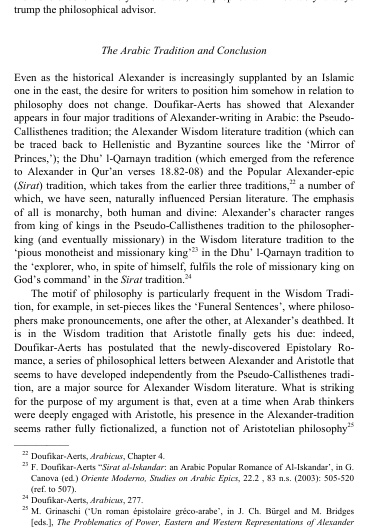 trump the philosophical advisor.
The Arabic Tradition and Conclusion
Even as the historical Alexander is increasingly supplanted by an Islamic
one in the east, the desire for writers to position him somehow in relation to
philosophy does not change. Doufikar-Aerts has showed that Alexander
appears in four major traditions of Alexander-writing in Arabic: the Pseudo-
Callisthenes tradition; the Alexander Wisdom literature tradition (which can
be traced back to Hellenistic and Byzantine sources like the ‘Mirror of
Princes,’); the Dhu’ l-Qarnayn tradition (which emerged from the reference
to Alexander in Qur’an verses 18.82-08) and the Popular Alexander-epic
(Sirat) tradition, which takes from the earlier three traditions,22 a number of
which, we have seen, naturally influenced Persian literature. The emphasis
of all is monarchy, both human and divine: Alexander’s character ranges
from king of kings in the Pseudo-Callisthenes tradition to the philosopher-
king (and eventually missionary) in the Wisdom literature tradition to the
‘pious monotheist and missionary king’23 in the Dhu’ l-Qarnayn tradition to
the ‘explorer, who, in spite of himself, fulfils the role of missionary king on
God’s command’ in the Sirat tradition.24
The motif of philosophy is particularly frequent in the Wisdom Tradi-
tion, for example, in set-pieces likes the ‘Funeral Sentences’, where philoso-
phers make pronouncements, one after the other, at Alexander’s deathbed. It
is in the Wisdom tradition that Aristotle finally gets his due: indeed,
Doufikar-Aerts has postulated that the newly-discovered Epistolary Ro-
mance, a series of philosophical letters between Alexander and Aristotle that
seems to have developed independently from the Pseudo-Callisthenes tradi-
tion, are a major source for Alexander Wisdom literature. What is striking
for the purpose of my argument is that, even at a time when Arab thinkers
were deeply engaged with Aristotle, his presence in the Alexander-tradition
seems rather fully fictionalized, a function not of Aristotelian philosophy25
22 Doufikar-Aerts, Arabicus, Chapter 4.
23 F. Doufikar-Aerts “Sirat al-Iskandar: an Arabic Popular Romance of Al-Iskandar’, in G.
Canova (ed.) Oriente Moderno, Studies on Arabic Epics, 22.2 , 83 n.s. (2003): 505-520
(ref. to 507).
24 Doufikar-Aerts, Arabicus, 277.
25 M. Grinaschi (‘Un roman épistolaire gréco-arabe’, in J. Ch. Bürgel and M. Bridges
[eds.], The Problematics of Power, Eastern and Western Representations of Alexander